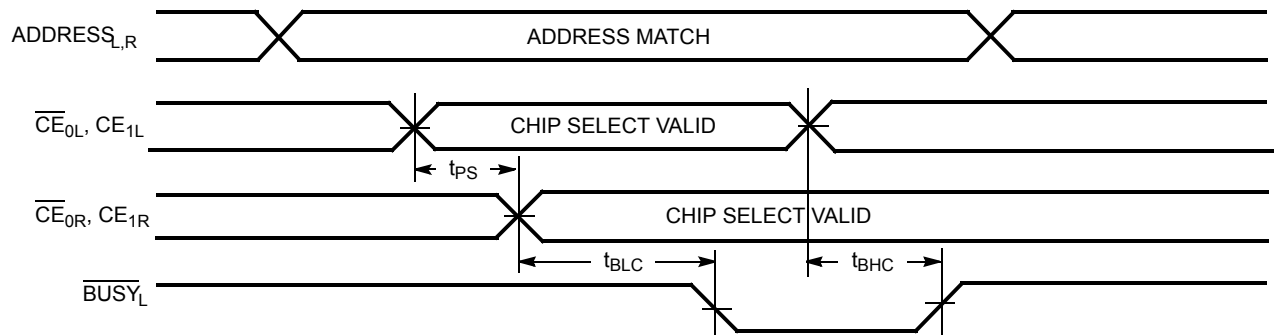 ADDRESS_L,R ADDRESS MATCH
CE_0L, CE_1L CHIP SELECT VALID
t_PS
CE_0R, CE_1R CHIP SELECT VALID
t_BLC t_BHC
BUSY_L